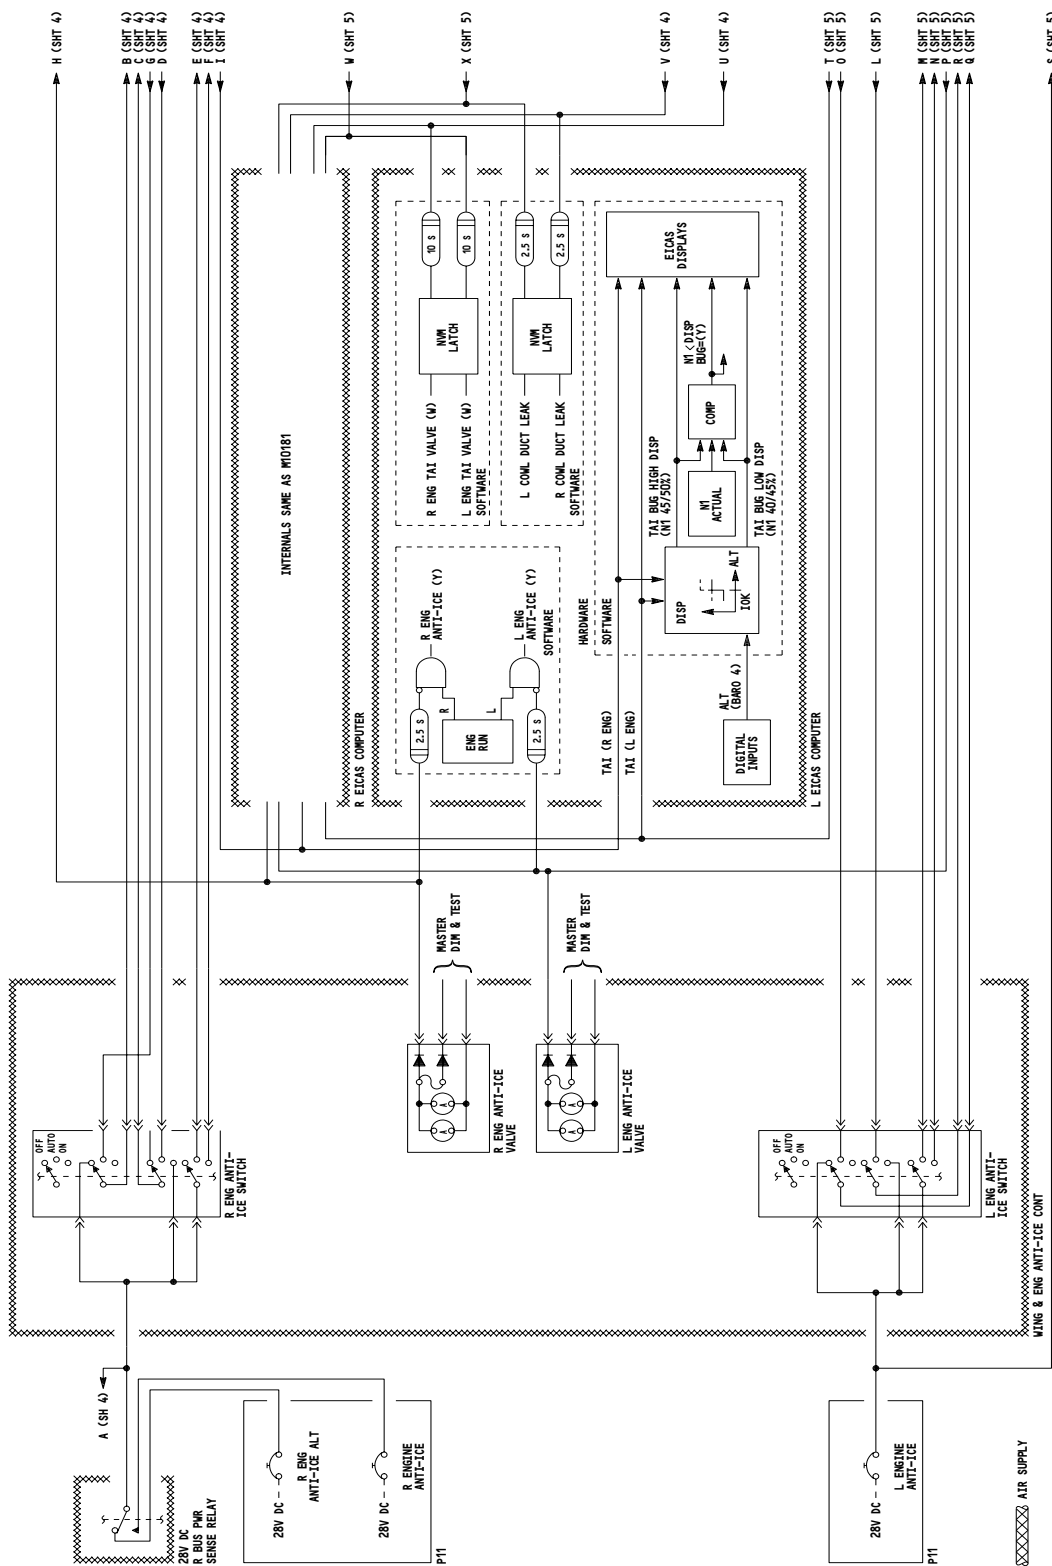 H (SHT 4)
B (SHT 4)
C (SHT 4)
G (SHT 4)
D (SHT 4)
E (SHT 4)
F (SHT 4)
I (SHT 4)
W (SHT 5)
X (SHT 5)
V (SHT 4)
U (SHT 4)
T (SHT 5)
O (SHT 5)
L (SHT 5)
M (SHT 5)
N (SHT 5)
P (SHT 5)
R (SHT 5)
Q (SHT 5)
S (SHT 5)
INTERNALS SAME AS M10181
R EICAS COMPUTER
10 S
10 S
NVM
LATCH
R ENG TAI VALVE (W)
L ENG TAI VALVE (W)
SOFTWARE
2.5 S
2.5 S
NVM
LATCH
L COWL DUCT LEAK
R COWL DUCT LEAK
SOFTWARE
EICAS
DISPLAYS
N1 < DISP
BUG=(Y)
COMP
N1
ACTUAL
TAI BUG HIGH DISP
(N1 45/50%)
TAI BUG LOW DISP
(N1 40/45%)
DISP
ALT
10K
HARDWARE
SOFTWARE
R ENG
ANTI-ICE (Y)
L ENG
ANTI-ICE (Y)
SOFTWARE
2.5 S
R
ENG
RUN
L
2.5 S
TAI (R ENG)
TAI (L ENG)
ALT
(BARO 4)
DIGITAL
INPUTS
L EICAS COMPUTER
MASTER
DIM & TEST
MASTER
DIM & TEST
A
A
R ENG ANTI-ICE
VALVE
A
A
L ENG ANTI-ICE
VALVE
OFF
AUTO
ON
R ENG ANTI-
ICE SWITCH
OFF
AUTO
ON
L ENG ANTI-
ICE SWITCH
WING & ENG ANTI-ICE CONT
A (SH 4)
28V DC
R BUS PWR
SENSE RELAY
28V DC
R ENG
ANTI-ICE ALT
28V DC
R ENGINE
ANTI-ICE
P11
28V DC
L ENGINE
ANTI-ICE
P11
AIR SUPPLY